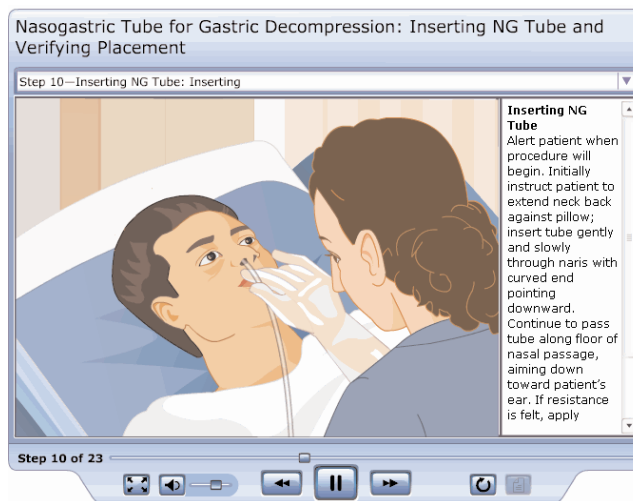 Nasogastric Tube for Gastric Decompression: Inserting NG Tube and
Verifying Placement
Step 10—Inserting NG Tube: Inserting
Inserting NG
Tube
Alert patient when
procedure will
begin. Initially
instruct patient to
extend neck back
against pillow;
insert tube gently
and slowly
through naris with
curved end
pointing
downward.
Continue to pass
tube along floor of
nasal passage,
aiming down
toward patient's
ear. If resistance
is felt, apply
Step 10 of 23